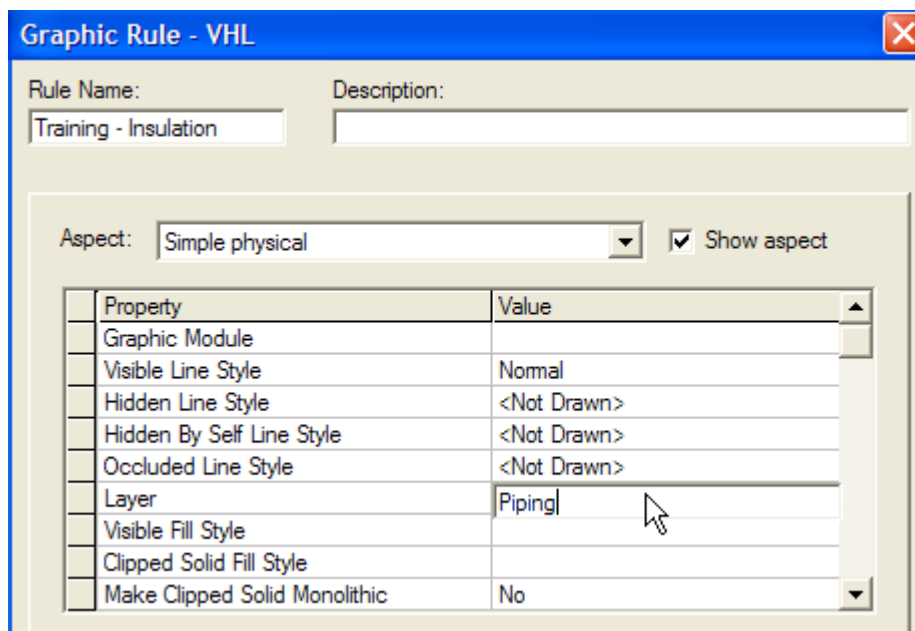 Graphic Rule - VHL
Rule Name: Description:
Training - Insulation
Aspect: Simple physical Show aspect
Property Value
Graphic Module
Visible Line Style Normal
Hidden Line Style <Not Drawn>
Hidden By Self Line Style <Not Drawn>
Occluded Line Style <Not Drawn>
Layer Piping
Visible Fill Style
Clipped Solid Fill Style
Make Clipped Solid Monolithic No